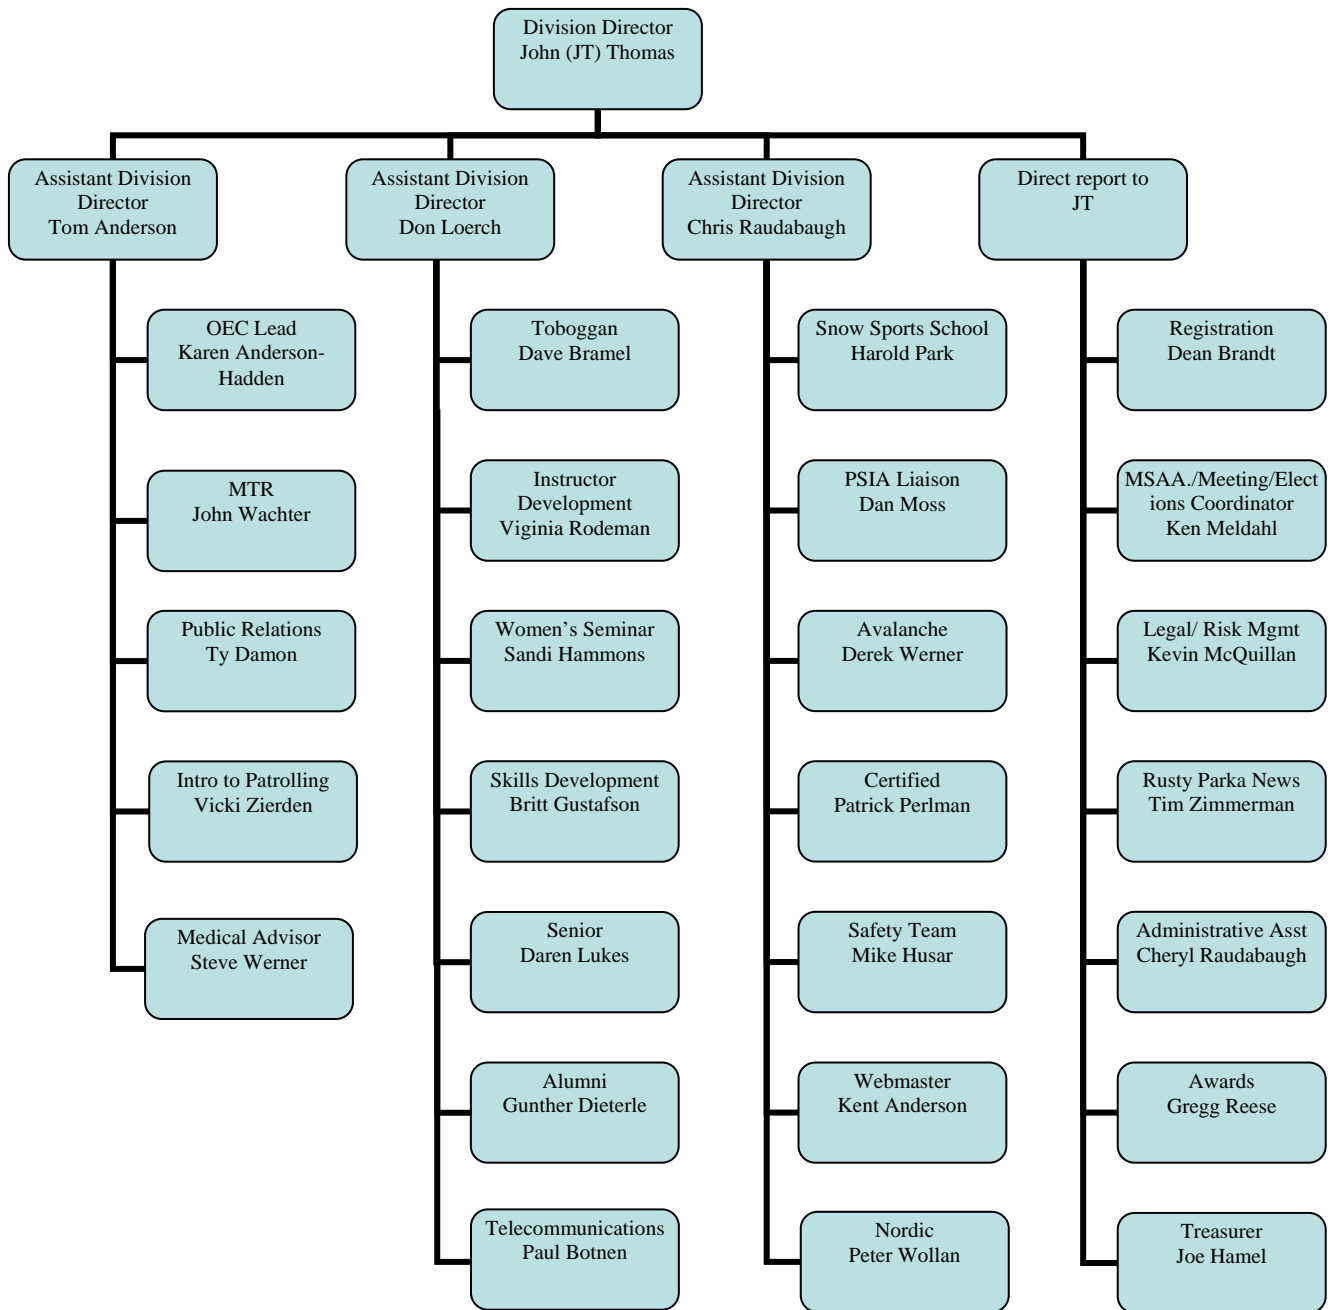 Division Director
John (JT) Thomas
Assistant Division
Director
Tom Anderson
Assistant Division
Director
Don Loerch
Assistant Division
Director
Chris Raudabaugh
Direct report to
JT
OEC Lead
Karen Anderson-
Hadden
MTR
John Wachter
Public Relations
Ty Damon
Intro to Patrolling
Vicki Zierden
Medical Advisor
Steve Werner
Toboggan
Dave Bramel
Instructor
Development
Viginia Rodeman
Women’s Seminar
Sandi Hammons
Skills Development
Britt Gustafson
Senior
Daren Lukes
Alumni
Gunther Dieterle
Telecommunications
Paul Botnen
Snow Sports School
Harold Park
PSIA Liaison
Dan Moss
Avalanche
Derek Werner
Certified
Patrick Perlman
Safety Team
Mike Husar
Webmaster
Kent Anderson
Nordic
Peter Wollan
Registration
Dean Brandt
MSAA./Meeting/Elect
ions Coordinator
Ken Meldahl
Legal/ Risk Mgmt
Kevin McQuillan
Rusty Parka News
Tim Zimmerman
Administrative Asst
Cheryl Raudabaugh
Awards
Gregg Reese
Treasurer
Joe Hamel